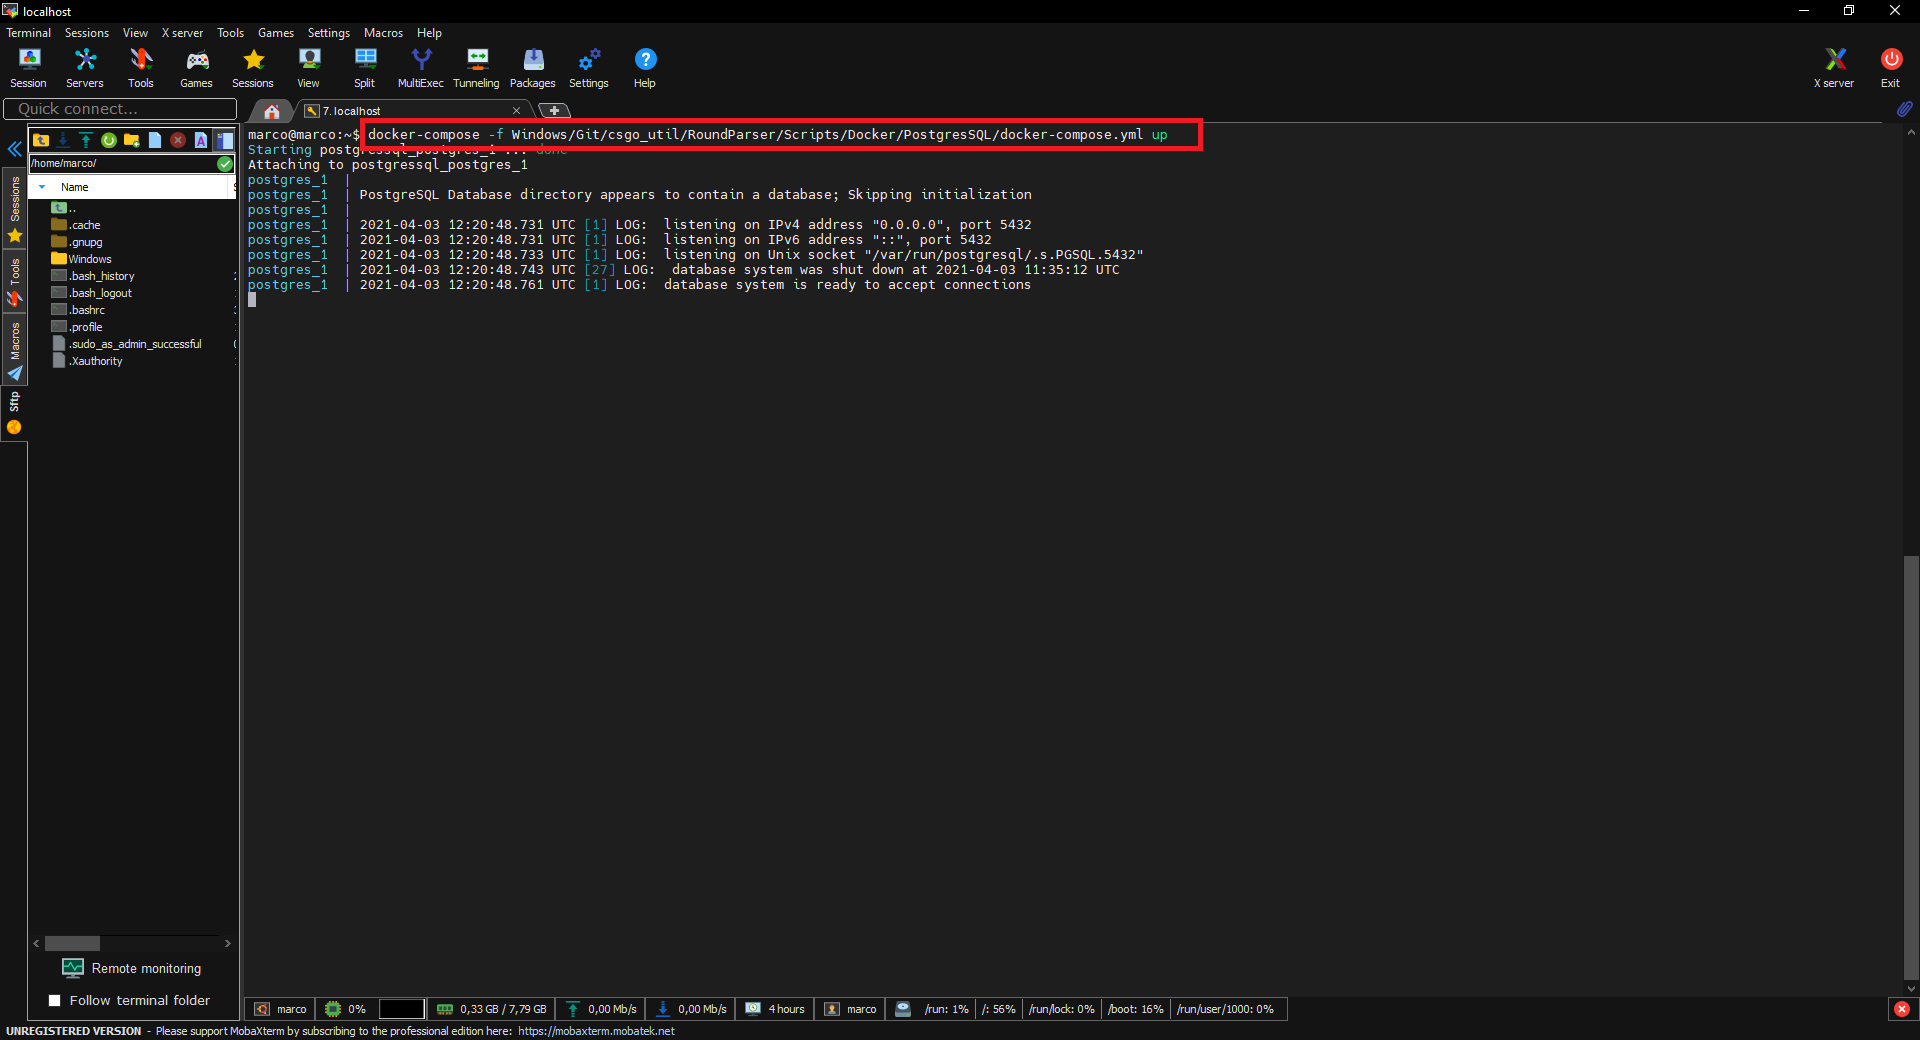 localhost
Terminal Sessions View X server Tools Games Settings Macros Help
Session Servers Tools Games Sessions View Split MultiExec Tunneling Packages Settings Help X server Exit
Quick connect...
7. localhost
/home/marco/
Name
..
.cache
.gnupg
Windows
.bash_history
.bash_logout
.bashrc
.profile
.sudo_as_admin_successful
.Xauthority
Sessions
Tools
Macros
Sftp
Remote monitoring
Follow terminal folder
marco@marco:~$ docker-compose -f Windows/Git/csgo_util/RoundParser/Scripts/Docker/PostgresSQL/docker-compose.yml up
Starting postgressql_postgres_1 ... done
Attaching to postgressql_postgres_1
postgres_1 |
postgres_1 | PostgreSQL Database directory appears to contain a database; Skipping initialization
postgres_1 |
postgres_1 | 2021-04-03 12:20:48.731 UTC [1] LOG: listening on IPv4 address "0.0.0.0", port 5432
postgres_1 | 2021-04-03 12:20:48.731 UTC [1] LOG: listening on IPv6 address "::", port 5432
postgres_1 | 2021-04-03 12:20:48.733 UTC [1] LOG: listening on Unix socket "/var/run/postgresql/.s.PGSQL.5432"
postgres_1 | 2021-04-03 12:20:48.743 UTC [27] LOG: database system was shut down at 2021-04-03 11:35:12 UTC
postgres_1 | 2021-04-03 12:20:48.761 UTC [1] LOG: database system is ready to accept connections
marco 0% 0,33 GB / 7,79 GB 0,00 Mb/s 0,00 Mb/s 4 hours marco /run: 1% /: 56% /run/lock: 0% /boot: 16% /run/user/1000: 0%
UNREGISTERED VERSION - Please support MobaXterm by subscribing to the professional edition here: https://mobaxterm.mobatek.net